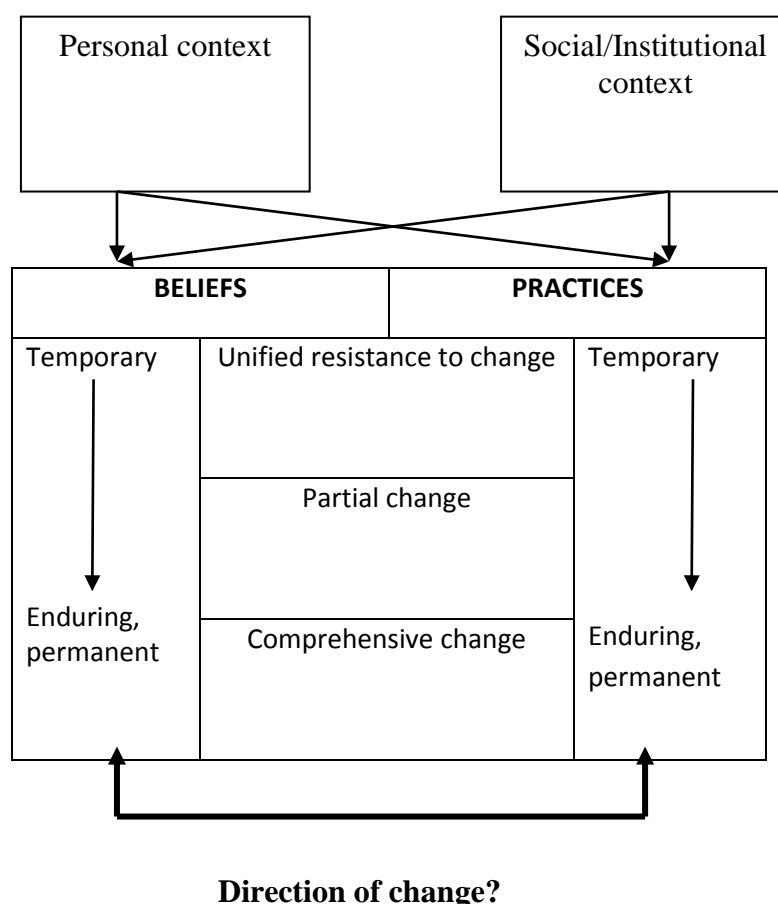 Personal context
Social/Institutional
context
BELIEFS
PRACTICES
Temporary
Unified resistance to change
Temporary
Partial change
Enduring,
permanent
Comprehensive change
Enduring,
permanent
Direction of change?